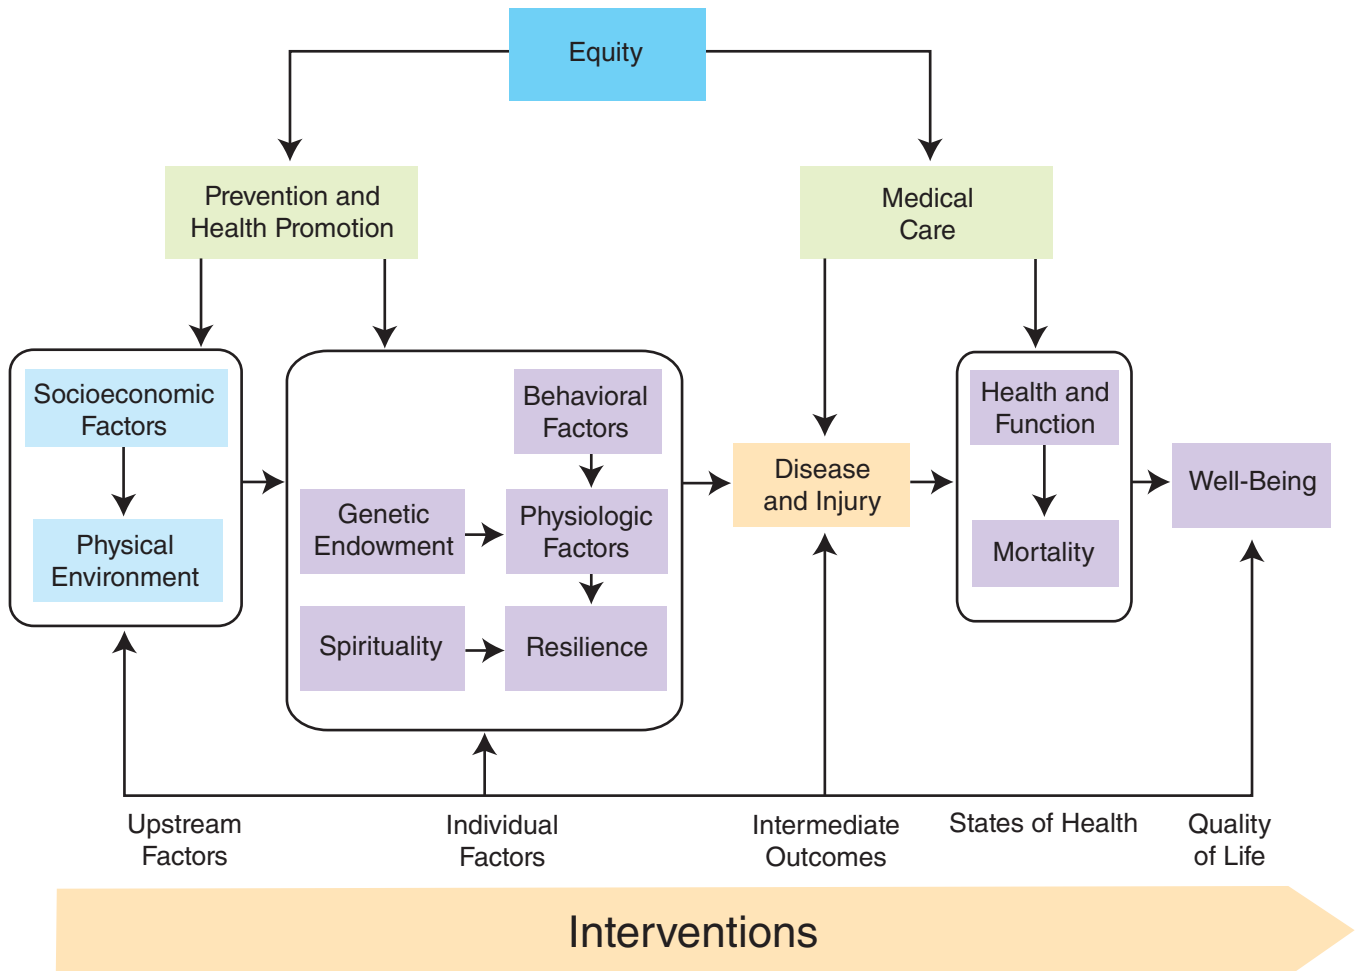 Equity
Prevention and
Health Promotion
Medical
Care
Socioeconomic
Factors
Physical
Environment
Behavioral
Factors
Genetic
Endowment
Physiologic
Factors
Spirituality
Resilience
Disease
and Injury
Health and
Function
Mortality
Well-Being
Upstream
Factors
Individual
Factors
Intermediate
Outcomes
States of Health
Quality
of Life
Interventions